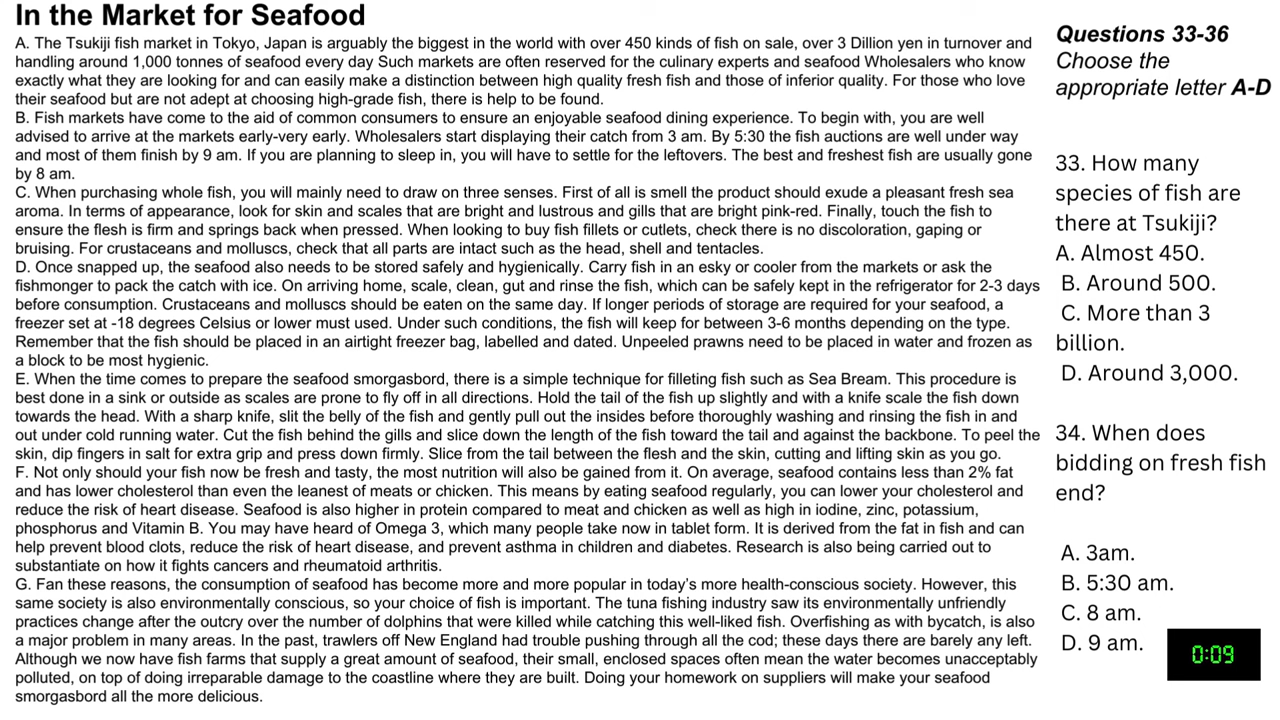 In the Market for Seafood
A. The Tsukiji fish market in Tokyo, Japan is arguably the biggest in the world with over 450 kinds of fish on sale, over 3 Dillion yen in turnover and
handling around 1,000 tonnes of seafood every day Such markets are often reserved for the culinary experts and seafood Wholesalers who know
exactly what they are looking for and can easily make a distinction between high quality fresh fish and those of inferior quality. For those who love
their seafood but are not adept at choosing high-grade fish, there is help to be found.
B. Fish markets have come to the aid of common consumers to ensure an enjoyable seafood dining experience. To begin with, you are well
advised to arrive at the markets early-very early. Wholesalers start displaying their catch from 3 am. By 5:30 the fish auctions are well under way
and most of them finish by 9 am. If you are planning to sleep in, you will have to settle for the leftovers. The best and freshest fish are usually gone
by 8 am.
C. When purchasing whole fish, you will mainly need to draw on three senses. First of all is smell the product should exude a pleasant fresh sea
aroma. In terms of appearance, look for skin and scales that are bright and lustrous and gills that are bright pink-red. Finally, touch the fish to
ensure the flesh is firm and springs back when pressed. When looking to buy fish fillets or cutlets, check there is no discoloration, gaping or
bruising. For crustaceans and molluscs, check that all parts are intact such as the head, shell and tentacles.
D. Once snapped up, the seafood also needs to be stored safely and hygienically. Carry fish in an esky or cooler from the markets or ask the
fishmonger to pack the catch with ice. On arriving home, scale, clean, gut and rinse the fish, which can be safely kept in the refrigerator for 2-3 days
before consumption. Crustaceans and molluscs should be eaten on the same day. If longer periods of storage are required for your seafood, a
freezer set at -18 degrees Celsius or lower must used. Under such conditions, the fish will keep for between 3-6 months depending on the type.
Remember that the fish should be placed in an airtight freezer bag, labelled and dated. Unpeeled prawns need to be placed in water and frozen as
a block to be most hygienic.
E. When the time comes to prepare the seafood smorgasbord, there is a simple technique for filleting fish such as Sea Bream. This procedure is
best done in a sink or outside as scales are prone to fly off in all directions. Hold the tail of the fish up slightly and with a knife scale the fish down
towards the head. With a sharp knife, slit the belly of the fish and gently pull out the insides before thoroughly washing and rinsing the fish in and
out under cold running water. Cut the fish behind the gills and slice down the length of the fish toward the tail and against the backbone. To peel the
skin, dip fingers in salt for extra grip and press down firmly. Slice from the tail between the flesh and the skin, cutting and lifting skin as you go.
F. Not only should your fish now be fresh and tasty, the most nutrition will also be gained from it. On average, seafood contains less than 2% fat
and has lower cholesterol than even the leanest of meats or chicken. This means by eating seafood regularly, you can lower your cholesterol and
reduce the risk of heart disease. Seafood is also higher in protein compared to meat and chicken as well as high in iodine, zinc, potassium,
phosphorus and Vitamin B. You may have heard of Omega 3, which many people take now in tablet form. It is derived from the fat in fish and can
help prevent blood clots, reduce the risk of heart disease, and prevent asthma in children and diabetes. Research is also being carried out to
substantiate on how it fights cancers and rheumatoid arthritis.
G. Fan these reasons, the consumption of seafood has become more and more popular in today's more health-conscious society. However, this
same society is also environmentally conscious, so your choice of fish is important. The tuna fishing industry saw its environmentally unfriendly
practices change after the outcry over the number of dolphins that were killed while catching this well-liked fish. Overfishing as with bycatch, is also
a major problem in many areas. In the past, trawlers off New England had trouble pushing through all the cod; these days there are barely any left.
Although we now have fish farms that supply a great amount of seafood, their small, enclosed spaces often mean the water becomes unacceptably
polluted, on top of doing irreparable damage to the coastline where they are built. Doing your homework on suppliers will make your seafood
smorgasbord all the more delicious.
Questions 33-36
Choose the
appropriate letter A-D
33. How many
species of fish are
there at Tsukiji?
A. Almost 450.
B. Around 500.
C. More than 3
billion.
D. Around 3,000.
34. When does
bidding on fresh fish
end?
A. 3am.
B. 5:30 am.
C. 8 am.
D. 9 am.
0:09